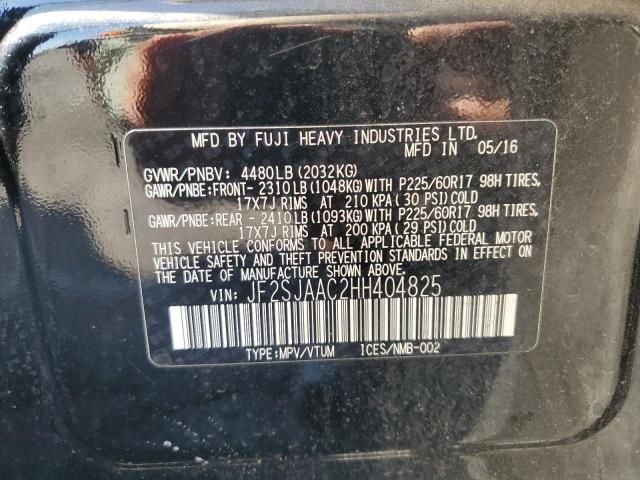 MFD BY FUJI HEAVY INDUSTRIES LTD.
MFD IN 05/16
GVWR/PNBV: 4480LB(2032KG)
GAWR/PNBE:FRONT- 2310LB(1048KG)WITH P225/60R17 98H TIRES,
17X7J RIMS AT 210 KPA(30 PSI)COLD
GAWR/PNBE:REAR - 2410LB(1093KG)WITH P225/60R17 98H TIRES,
17X7J RIMS AT 200 KPA(29 PSI)COLD
THIS VEHICLE CONFORMS TO ALL APPLICABLE FEDERAL MOTOR
VEHICLE SAFETY AND THEFT PREVENTION STANDARDS IN EFFECT ON
THE DATE OF MANUFACTURE SHOWN ABOVE.
VIN: JF2SJAAC2HH404825
TYPE:MPV/VTUM ICES/NMB-002